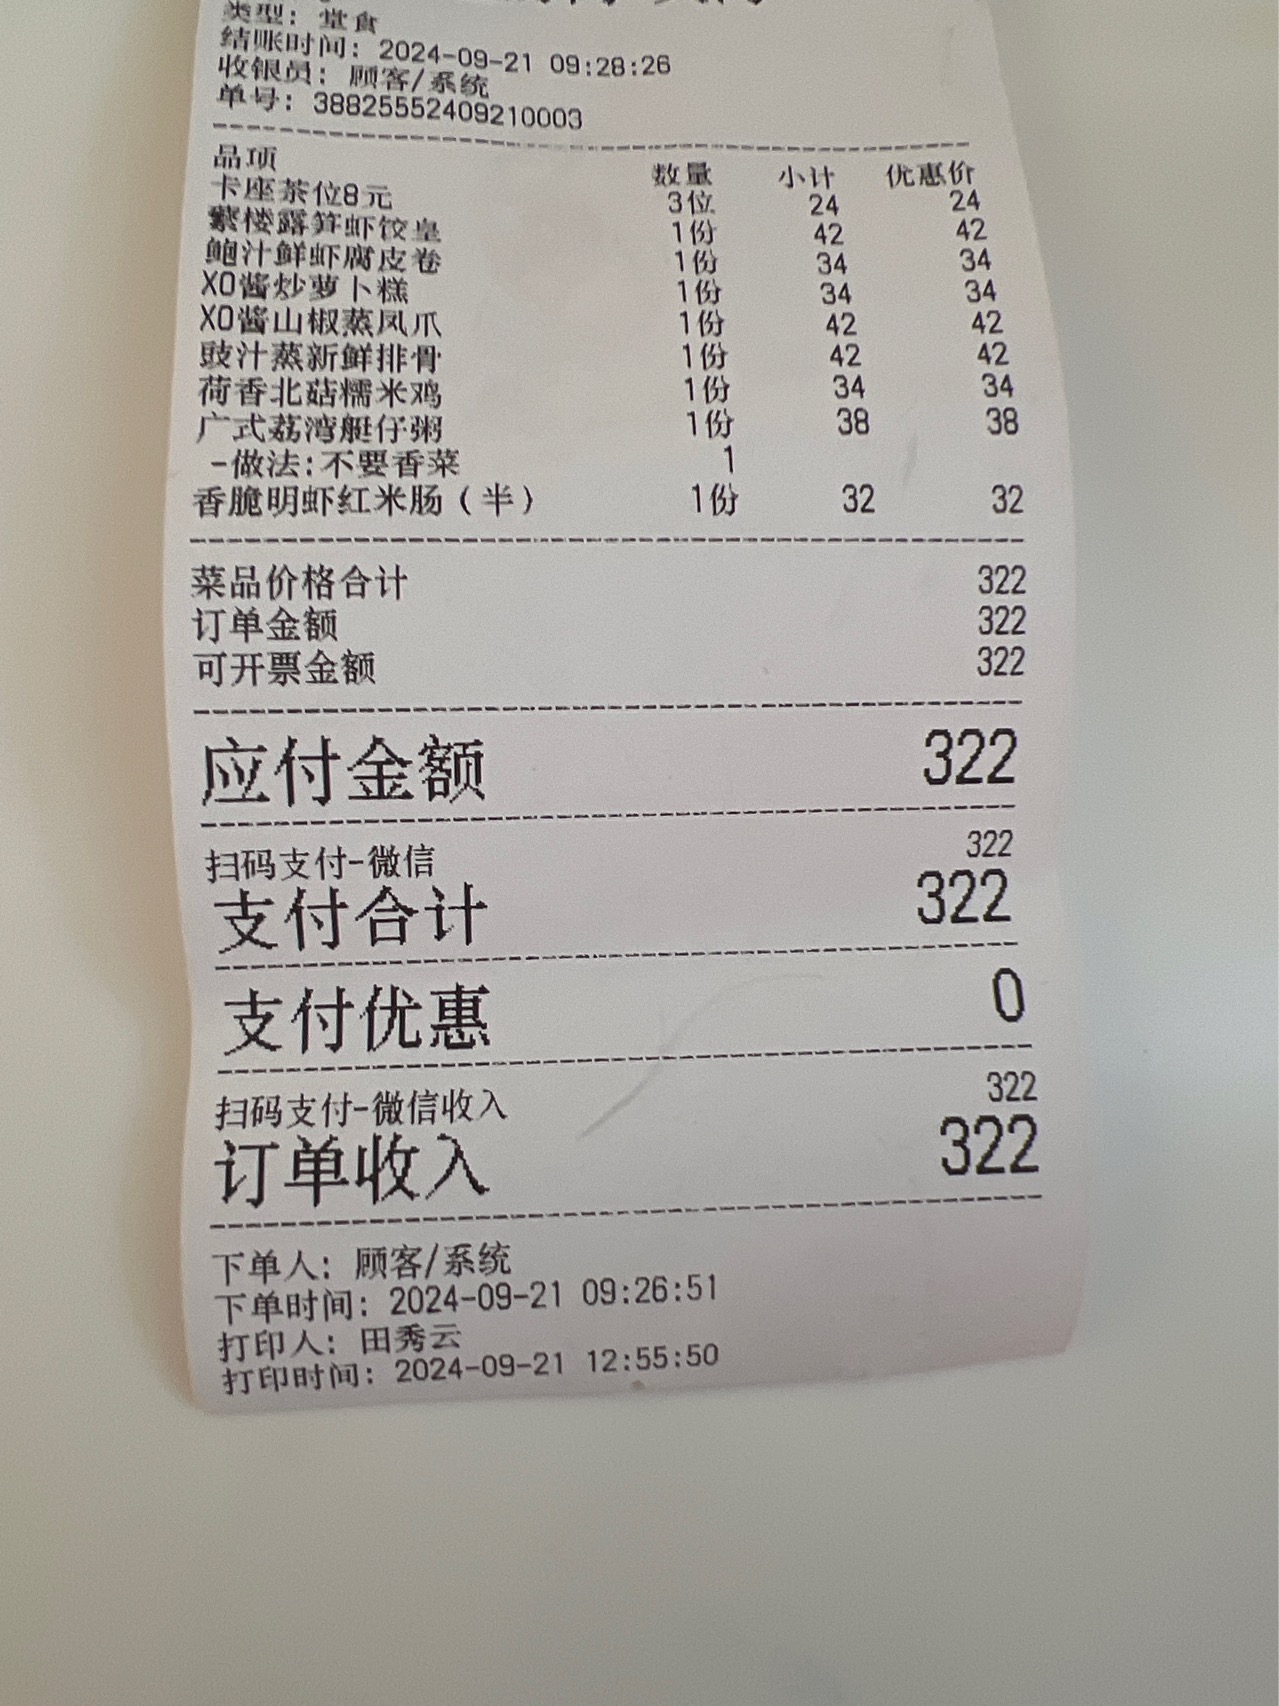 类型: 堂食
结账时间: 2024-09-21 09:28:26
收银员: 顾客/系统
单号: 38825552409210003
品项 数量 小计 优惠价
卡座茶位8元 3位 24 24
紫楼露笋虾饺皇 1份 42 42
鲍汁鲜虾腐皮卷 1份 34 34
XO酱炒萝卜糕 1份 34 34
XO酱山椒蒸凤爪 1份 42 42
豉汁蒸新鲜排骨 1份 42 42
荷香北菇糯米鸡 1份 34 34
广式荔湾艇仔粥 1份 38 38
-做法:不要香菜 1
香脆明虾红米肠(半) 1份 32 32
菜品价格合计 322
订单金额 322
可开票金额 322
应付金额 322
扫码支付-微信 322
支付合计 322
支付优惠 0
扫码支付-微信收入 322
订单收入 322
下单人: 顾客/系统
下单时间: 2024-09-21 09:26:51
打印人: 田秀云
打印时间: 2024-09-21 12:55:50